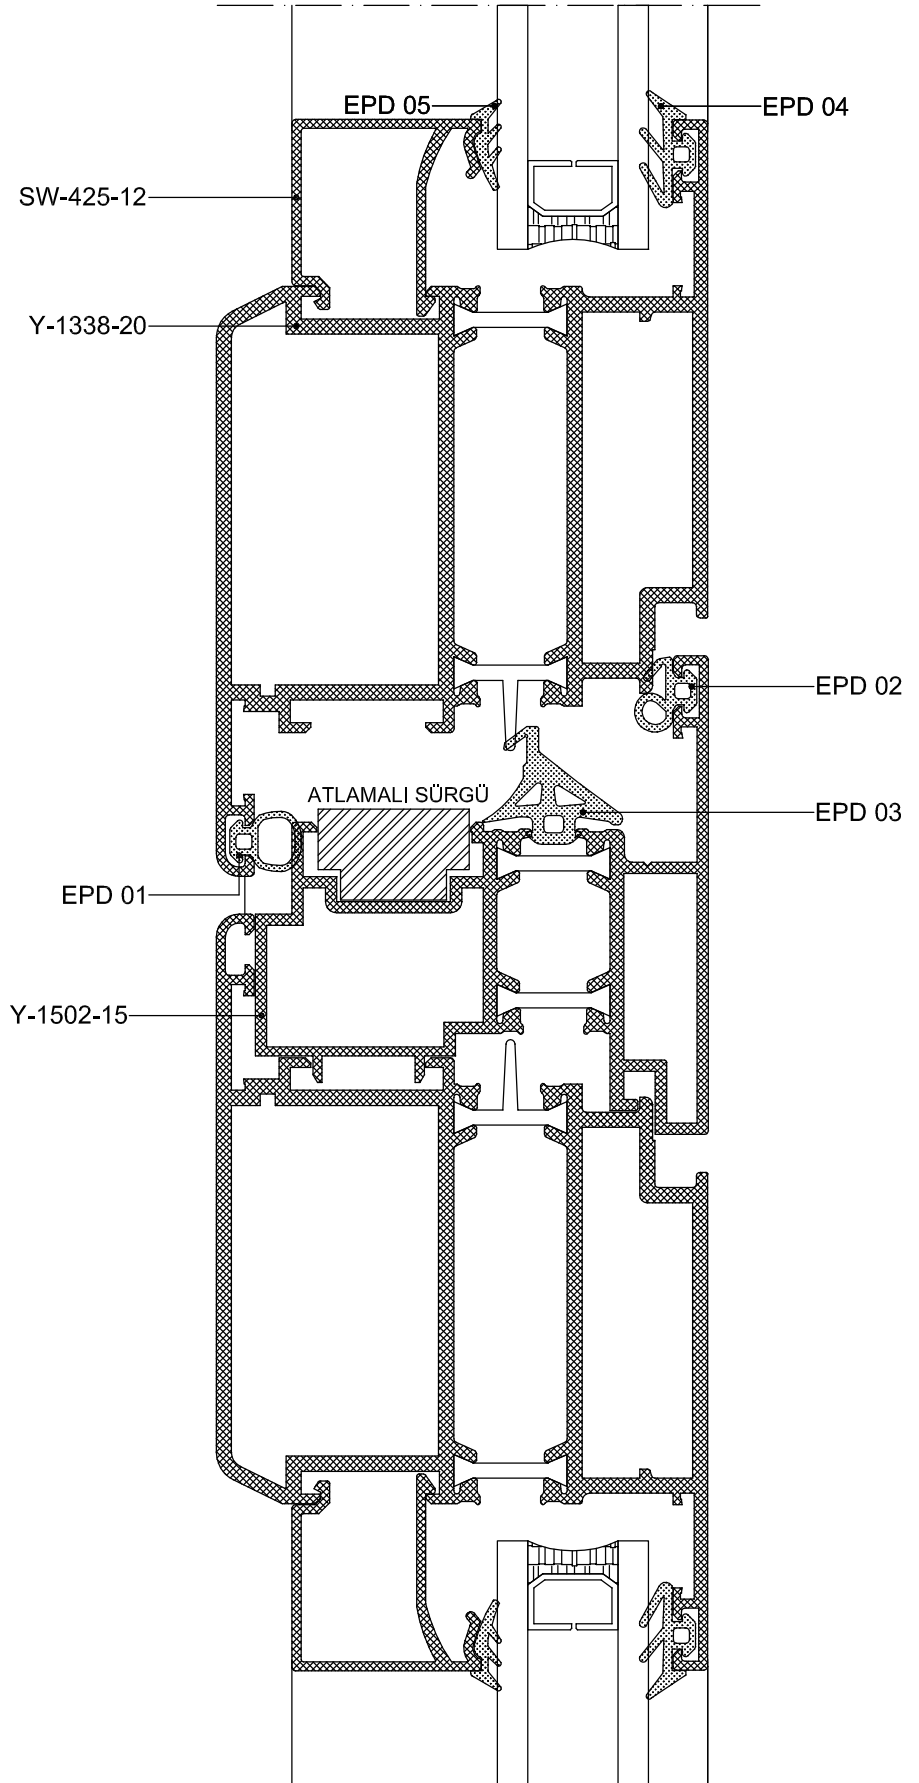 EPD 05
EPD 04
SW-425-12
Y-1338-20
EPD 02
ATLAMALI SÜRGÜ
EPD 03
EPD 01
Y-1502-15